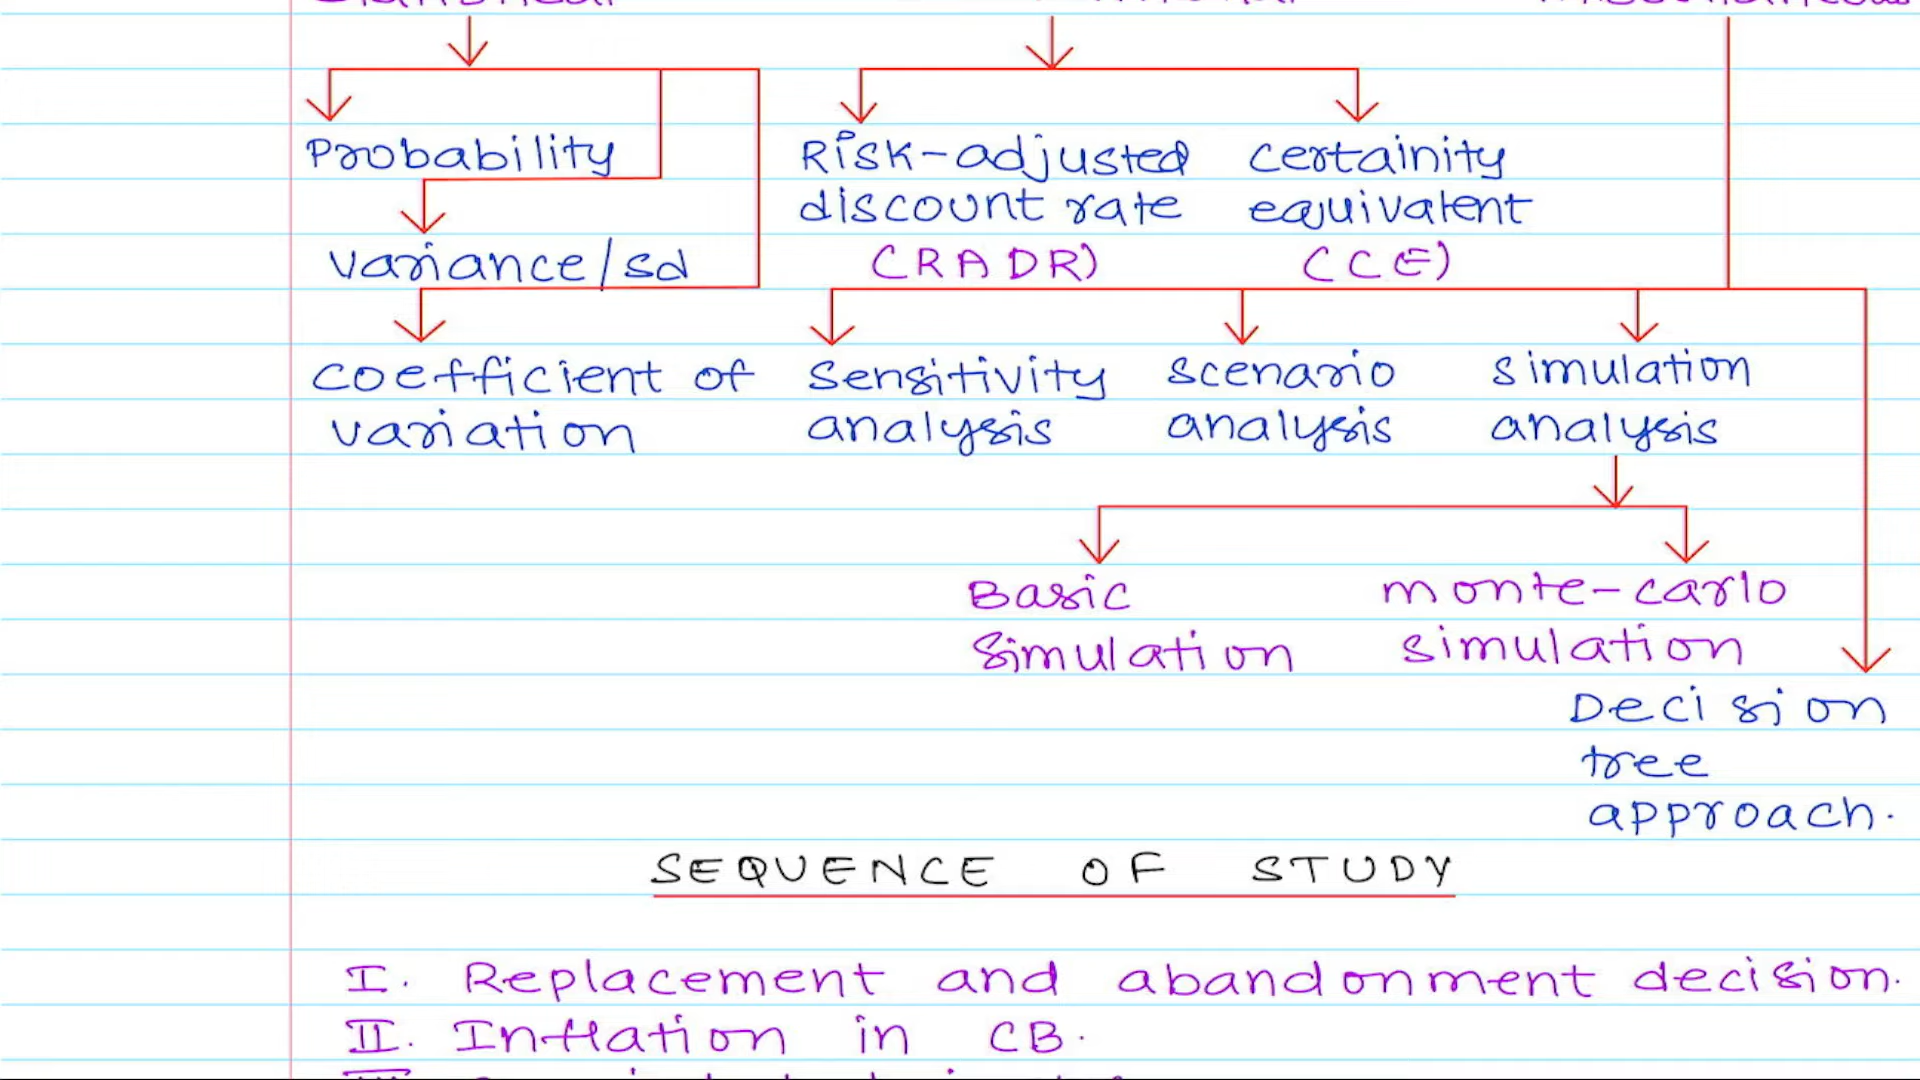 Probability
Risk-adjusted
certainity
discount rate
equivalent
variance/sd
(RADR)
(CCE)
coefficient of
sensitivity
scenario
simulation
variation
analysis
analysis
analysis
Basic
monte-carlo
simulation
simulation
Decision
tree
approach.
SEQUENCE OF STUDY
I. Replacement and abandonment decision.
II. Inflation in CB.